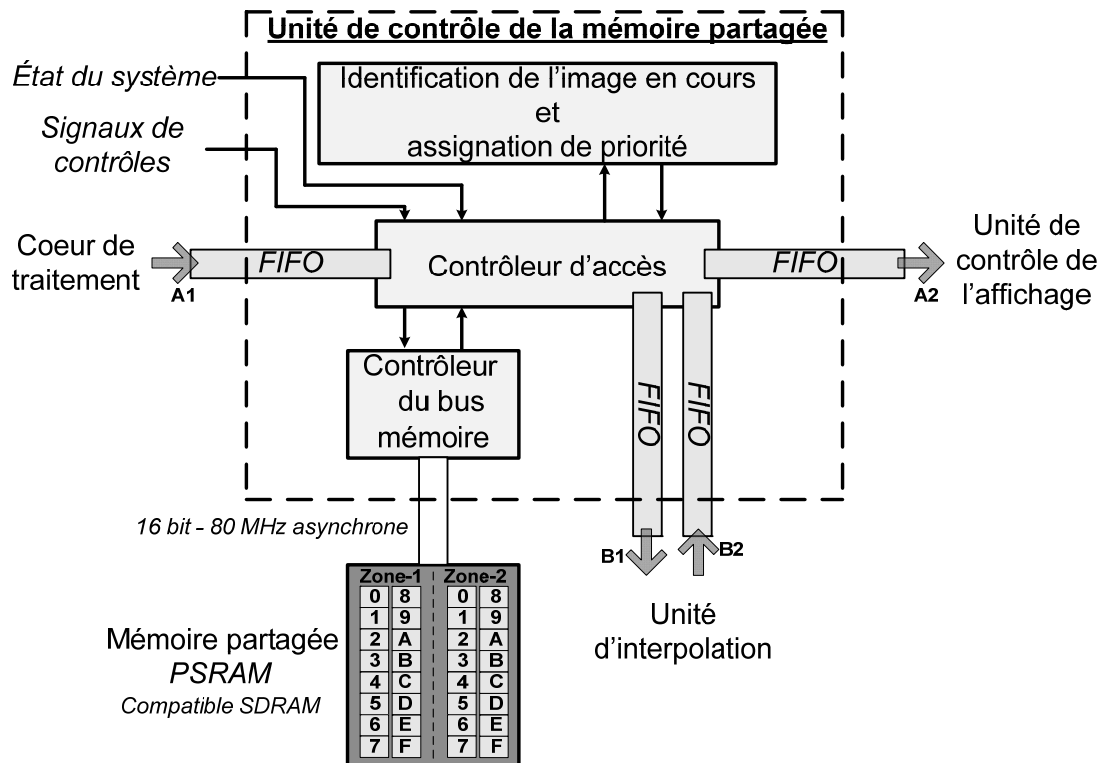 Unité de contrôle de la mémoire partagée
État du système
Identification de l'image en cours
et
assignation de priorité
Signaux de
contrôles
Coeur de
traitement
A1
FIFO
Contrôleur d'accès
FIFO
A2
Unité de
contrôle de
l'affichage
Contrôleur
du bus
mémoire
FIFO
FIFO
16 bit - 80 MHz asynchrone
B1
B2
Unité
d'interpolation
Mémoire partagée
PSRAM
Compatible SDRAM
Zone-1 Zone-2
0 8 0 8
1 9 1 9
2 A 2 A
3 B 3 B
4 C 4 C
5 D 5 D
6 E 6 E
7 F 7 F